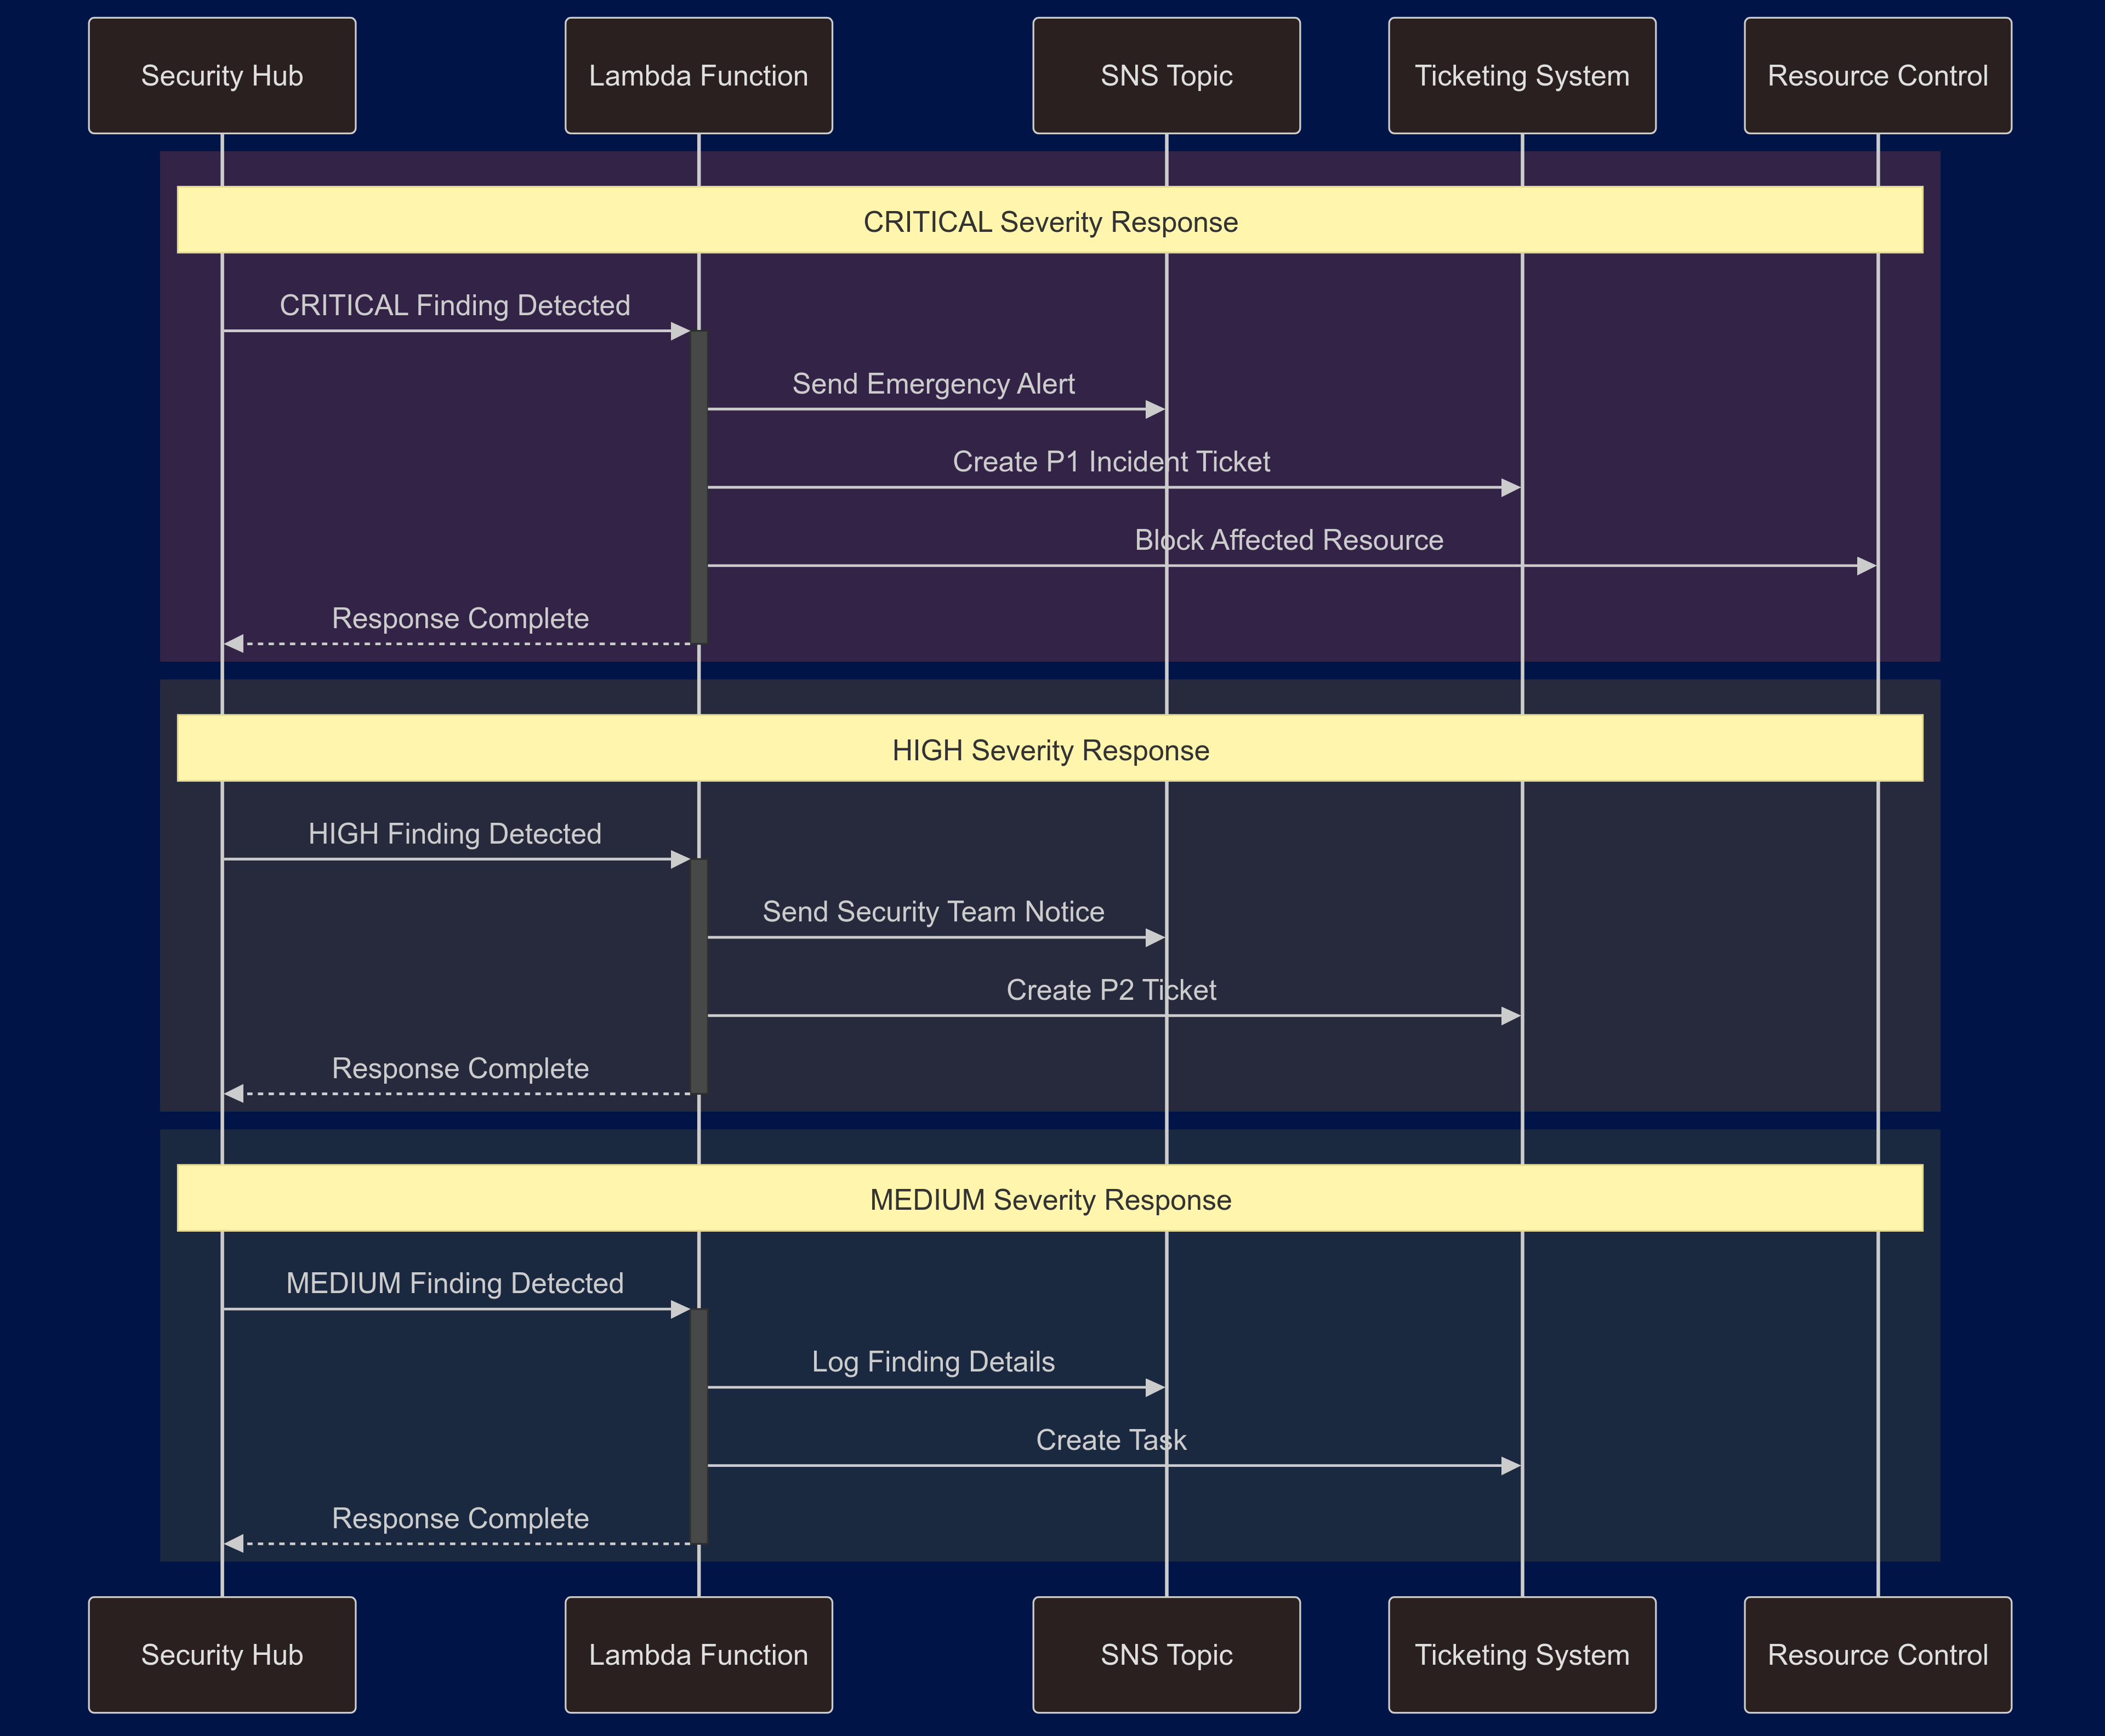 Security Hub
Lambda Function
SNS Topic
Ticketing System
Resource Control
CRITICAL Severity Response
CRITICAL Finding Detected
Send Emergency Alert
Create P1 Incident Ticket
Block Affected Resource
Response Complete
HIGH Severity Response
HIGH Finding Detected
Send Security Team Notice
Create P2 Ticket
Response Complete
MEDIUM Severity Response
MEDIUM Finding Detected
Log Finding Details
Create Task
Response Complete
Security Hub
Lambda Function
SNS Topic
Ticketing System
Resource Control